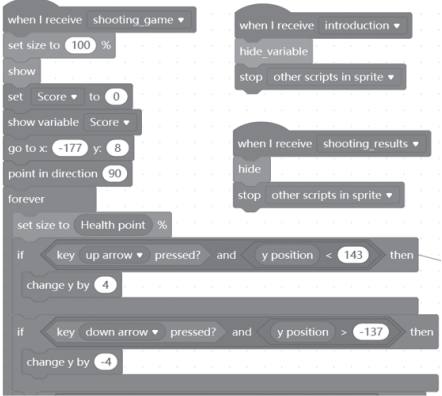 when I receive shooting_game
set size to 100 %
show
set Score to 0
show variable Score
go to x: -177 y: 8
point in direction 90
forever
set size to Health point %
if key up arrow pressed? and y position < 143 then
change y by 4
if key down arrow pressed? and y position > -137 then
change y by -4
when I receive introduction
hide_variable
stop other scripts in sprite
when I receive shooting_results
hide
stop other scripts in sprite